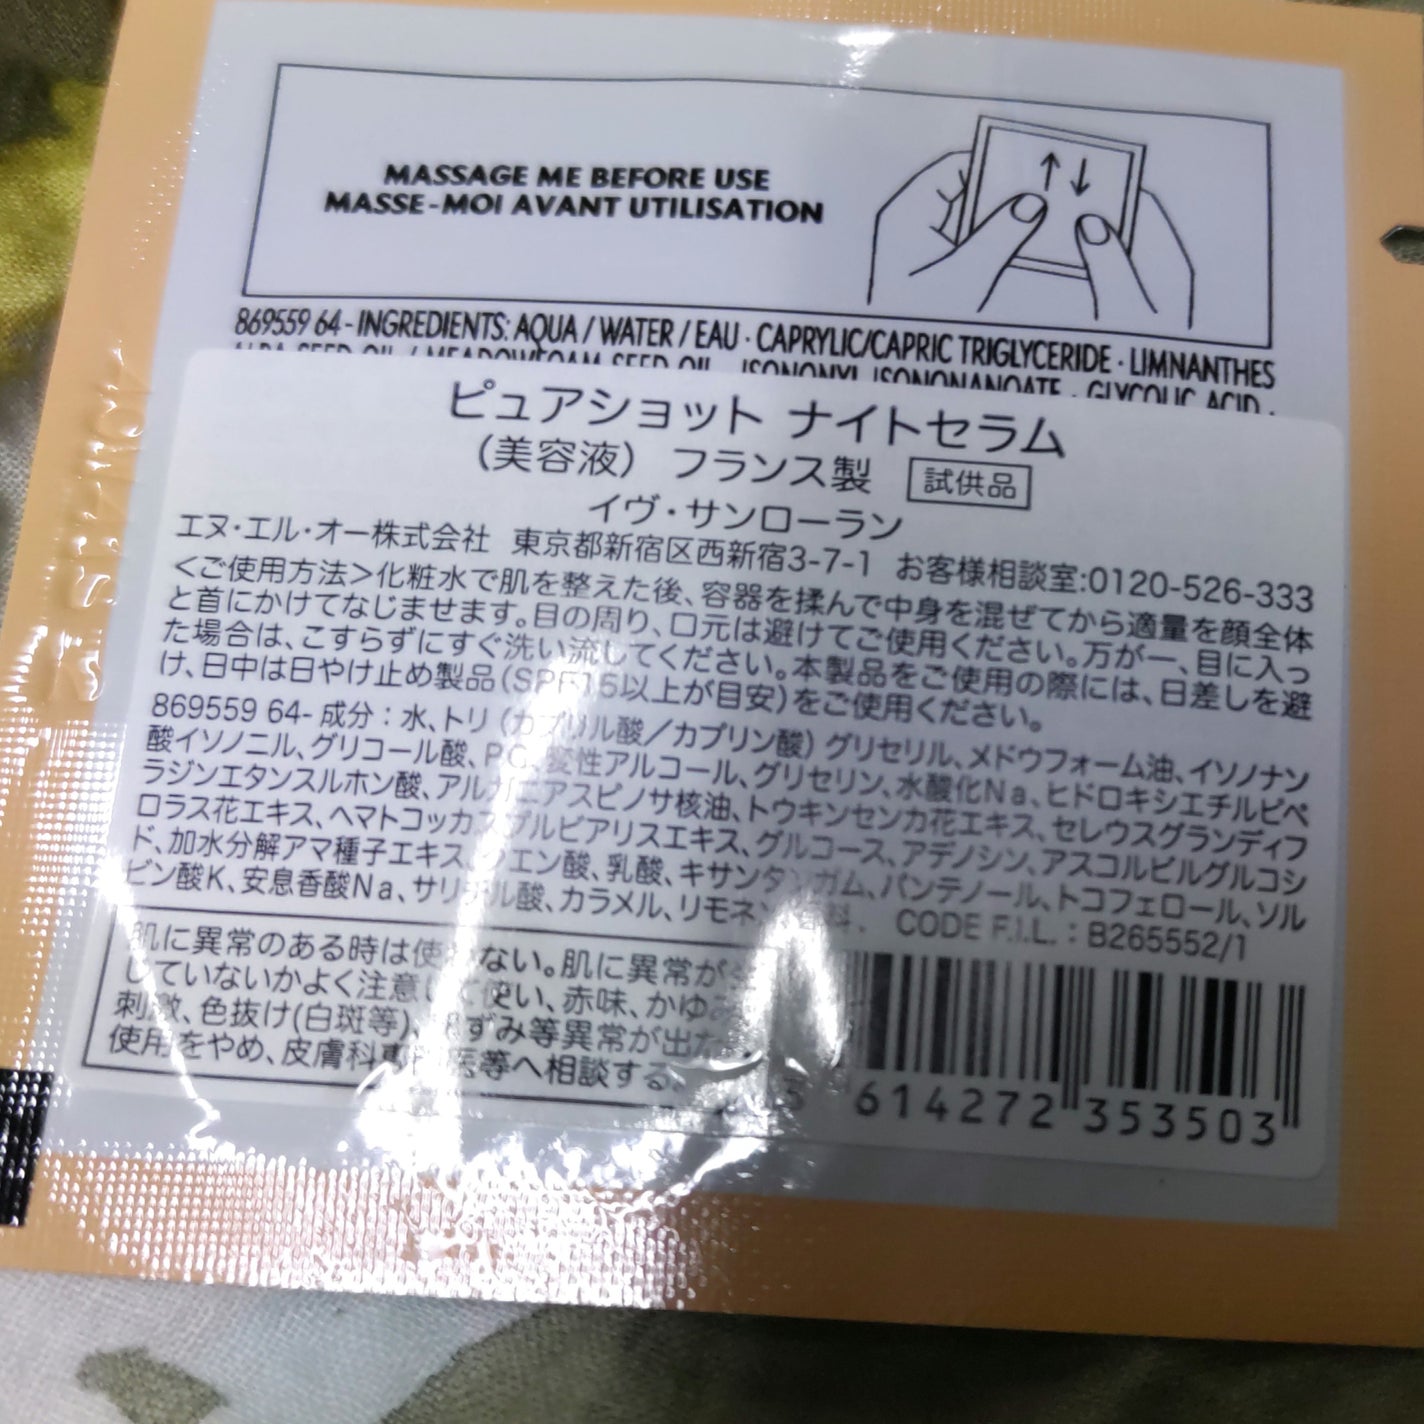 MASSAGE ME BEFORE USE
MASSE-MOI AVANT UTILISATION
869559 64 - INGREDIENTS: AQUA / WATER / EAU · CAPRYLIC/CAPRIC TRIGLYCERIDE · LIMNANTHES
ALBA SEED OIL / MEADOWFOAM SEED OIL · ISONONYL ISONONANOATE · GLYCOLIC ACID ·
ピュアショット ナイトセラム
(美容液) フランス製 試供品
イヴ・サンローラン
エヌ・エル・オー株式会社 東京都新宿区西新宿3-7-1 お客様相談室:0120-526-333
<ご使用方法>化粧水で肌を整えた後、容器を揉んで中身を混ぜてから適量を顔全体
と首にかけてなじませます。目の周り、口元は避けてご使用ください。万が一、目に入っ
た場合は、こすらずにすぐ洗い流してください。本製品をご使用の際には、日差しを避
け、日中は日やけ止め製品(SPF15以上が目安)をご使用ください。
869559 64- 成分:水、トリ(カプリル酸/カプリン酸)グリセリル、メドウフォーム油、イソノナン
酸イソノニル、グリコール酸、PG、変性アルコール、グリセリン、水酸化Na、ヒドロキシエチルピペ
ラジンエタンスルホン酸、アルガニアスピノサ核油、トウキンセンカ花エキス、セレウスグランディフ
ロラス花エキス、ヘマトコッカスプルビアリスエキス、グルコース、アデノシン、アスコルビルグルコシ
ド、加水分解アマ種子エキス、クエン酸、乳酸、キサンタンガム、パンテノール、トコフェロール、ソル
ビン酸K、安息香酸Na、サリチル酸、カラメル、リモネン、香料. CODE F.I.L.:B265552/1
肌に異常のある時は使わない。肌に異常が
していないかよく注意して使い、赤味、かゆみ
刺激、色抜け(白斑等)、黒ずみ等異常が出た
使用をやめ、皮膚科専門医等へ相談する。
3 614272 353503